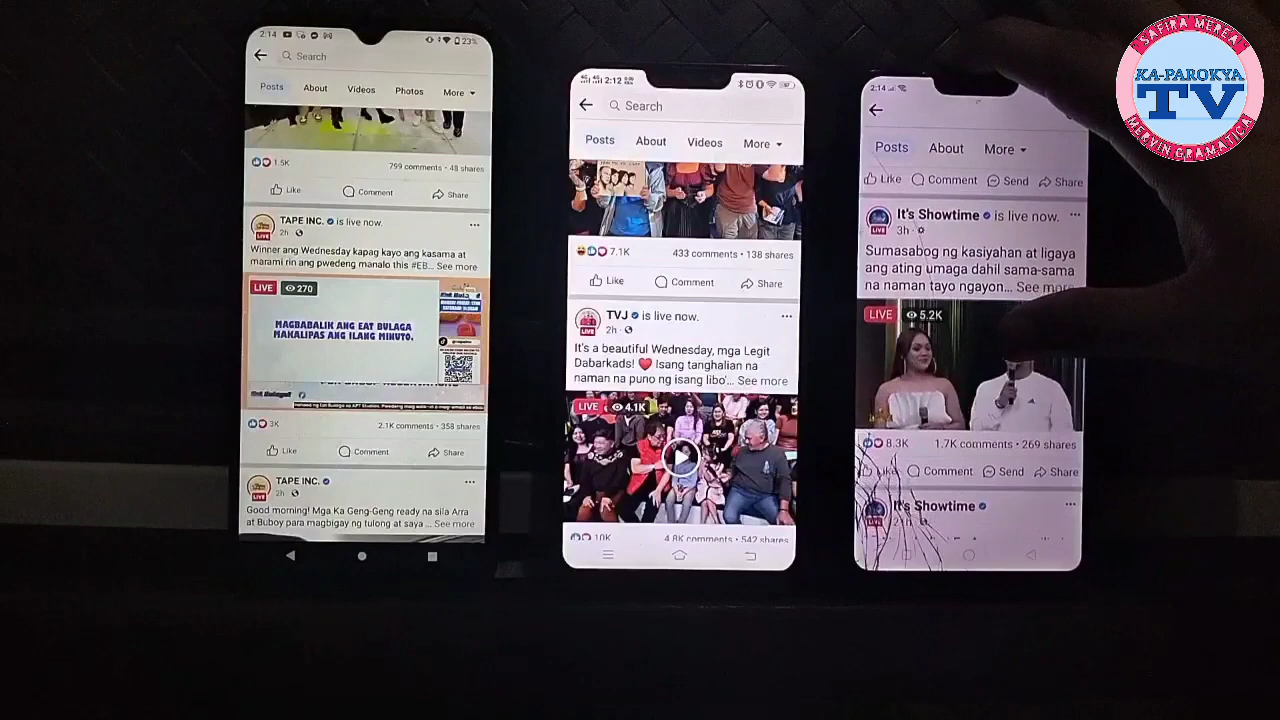 2:14
23%
Search
Posts About Videos Photos More
1.5K
799 comments • 48 shares
Like Comment Share
TAPE INC. is live now.
2h
Winner ang Wednesday kapag kayo ang kasama at
marami rin ang pwedeng manalo this #EB... See more
LIVE 270
MAGBABALIK ANG EAT BULAGA
MAKALIPAS ANG ILANG MINUTO.
3K
2.1K comments • 358 shares
Like Comment Share
TAPE INC.
LIVE
2h
Good morning! Mga Ka Geng-Geng ready na sila Arra
at Buboy para magbigay ng tulong at saya ... See more
2:12
Search
Posts About Videos More
7.1K
433 comments • 138 shares
Like Comment Share
TVJ is live now.
LIVE
2h
It's a beautiful Wednesday, mga Legit
Dabarkads! ❤️ Isang tanghalian na
naman na puno ng isang libo'... See more
LIVE 4.1K
10K
4.8K comments • 542 shares
2:14
Posts About More
Like Comment Send Share
It's Showtime is live now.
LIVE
3h
Sumasabog ng kasiyahan at ligaya
ang ating umaga dahil sama-sama
na naman tayo ngayon... See more
LIVE 5.2K
8.3K
1.7K comments • 269 shares
Like Comment Send Share
It's Showtime
SAFIRA MEREA
KA-PAROKYA
TV
MERVIN GRAMATICA